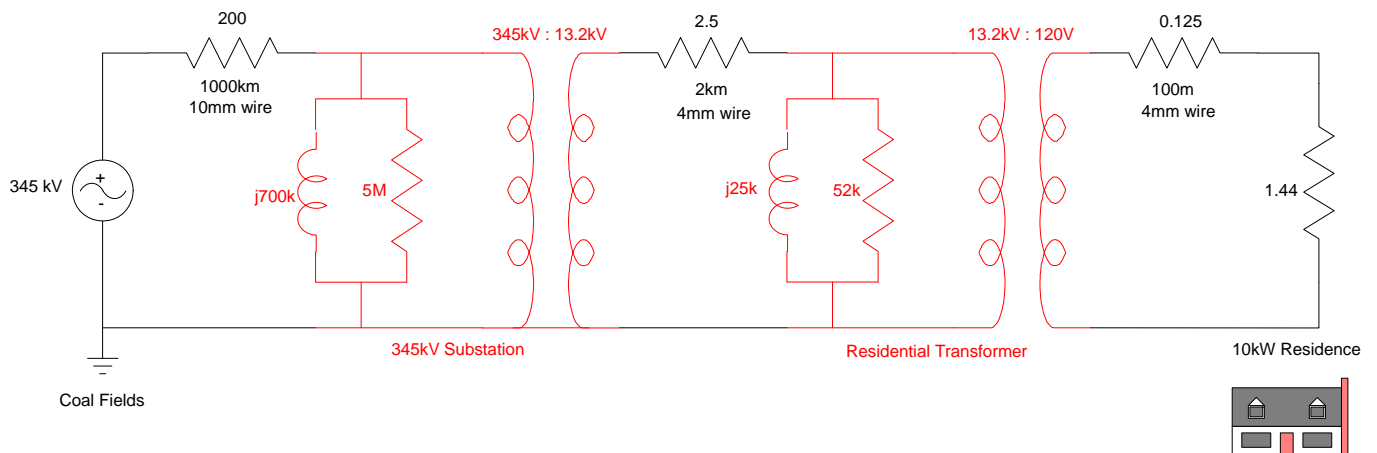 200
1000km
10mm wire
345 kV
+
-
j700k
5M
345kV : 13.2kV
345kV Substation
2.5
2km
4mm wire
j25k
52k
13.2kV : 120V
Residential Transformer
0.125
100m
4mm wire
1.44
10kW Residence
Coal Fields